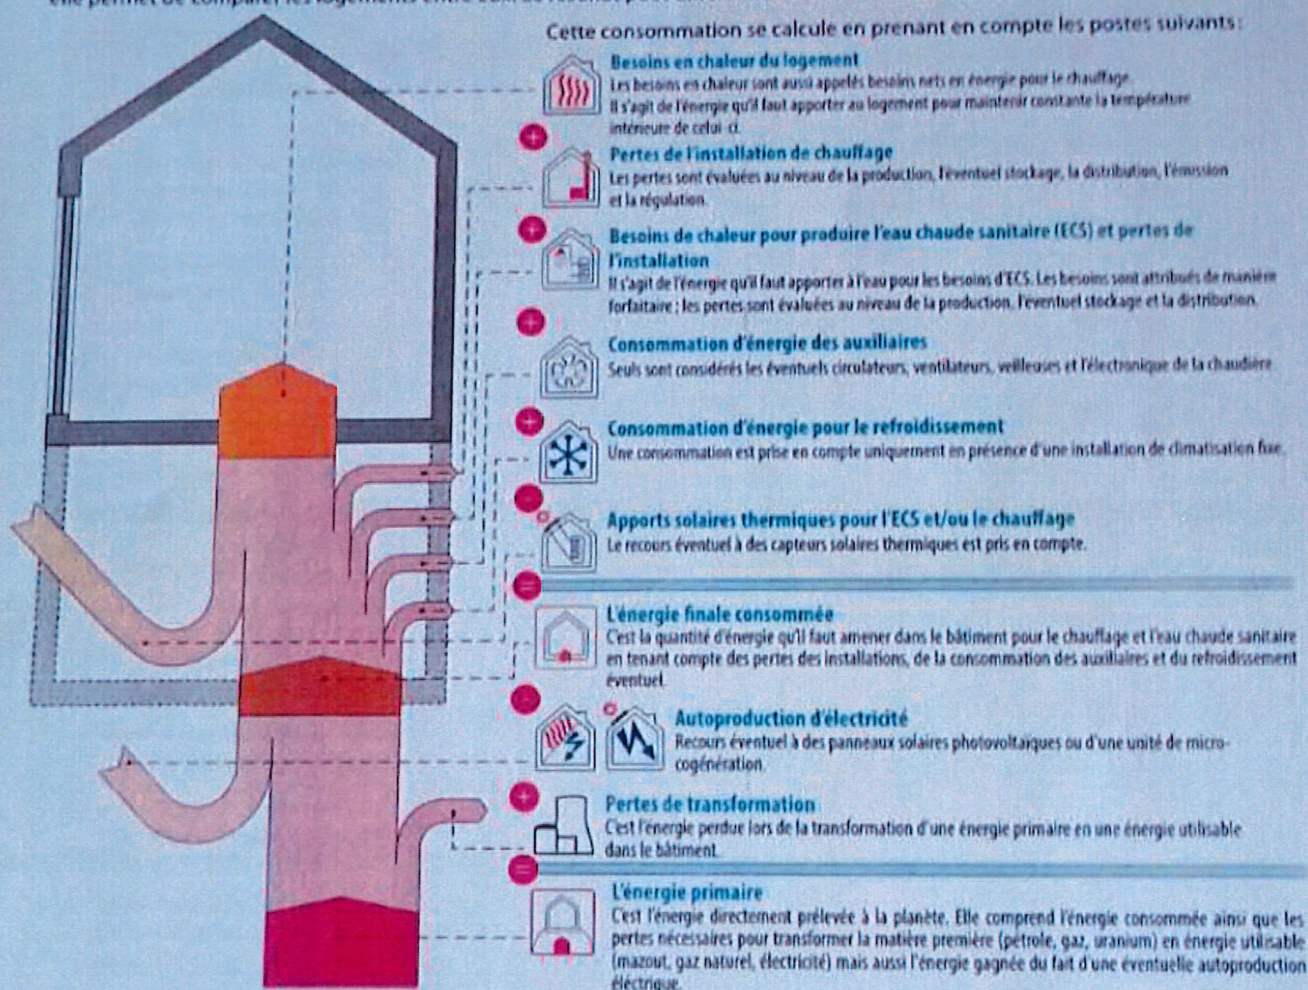 elle permet de comparer les logements entre eux.
Cette consommation se calcule en prenant en compte les postes suivants :
Besoins en chaleur du logement
Les besoins en chaleur sont aussi appelés besoins nets en énergie pour le chauffage.
Il s'agit de l'énergie qu'il faut apporter au logement pour maintenir constante la température
intérieure de celui-ci.
+
Pertes de l'installation de chauffage
Les pertes sont évaluées au niveau de la production, l'éventuel stockage, la distribution, l'émission
et la régulation.
+
Besoins de chaleur pour produire l'eau chaude sanitaire (ECS) et pertes de
l'installation
Il s'agit de l'énergie qu'il faut apporter à l'eau pour les besoins d'ECS. Les besoins sont attribués de manière
forfaitaire ; les pertes sont évaluées au niveau de la production, l'éventuel stockage et la distribution.
+
Consommation d'énergie des auxiliaires
Seuls sont considérés les éventuels circulateurs, ventilateurs, veilleuses et l'électronique de la chaudière.
+
Consommation d'énergie pour le refroidissement
Une consommation est prise en compte uniquement en présence d'une installation de climatisation fixe.
-
Apports solaires thermiques pour l'ECS et/ou le chauffage
Le recours éventuel à des capteurs solaires thermiques est pris en compte.
=
L'énergie finale consommée
C'est la quantité d'énergie qu'il faut amener dans le bâtiment pour le chauffage et l'eau chaude sanitaire
en tenant compte des pertes des installations, de la consommation des auxiliaires et du refroidissement
éventuel.
-
Autoproduction d'électricité
Recours éventuel à des panneaux solaires photovoltaïques ou d'une unité de micro-
cogénération.
+
Pertes de transformation
C'est l'énergie perdue lors de la transformation d'une énergie primaire en une énergie utilisable
dans le bâtiment.
=
L'énergie primaire
C'est l'énergie directement prélevée à la planète. Elle comprend l'énergie consommée ainsi que les
pertes nécessaires pour transformer la matière première (pétrole, gaz, uranium) en énergie utilisable
(mazout, gaz naturel, électricité) mais aussi l'énergie gagnée du fait d'une éventuelle autoproduction
électrique.